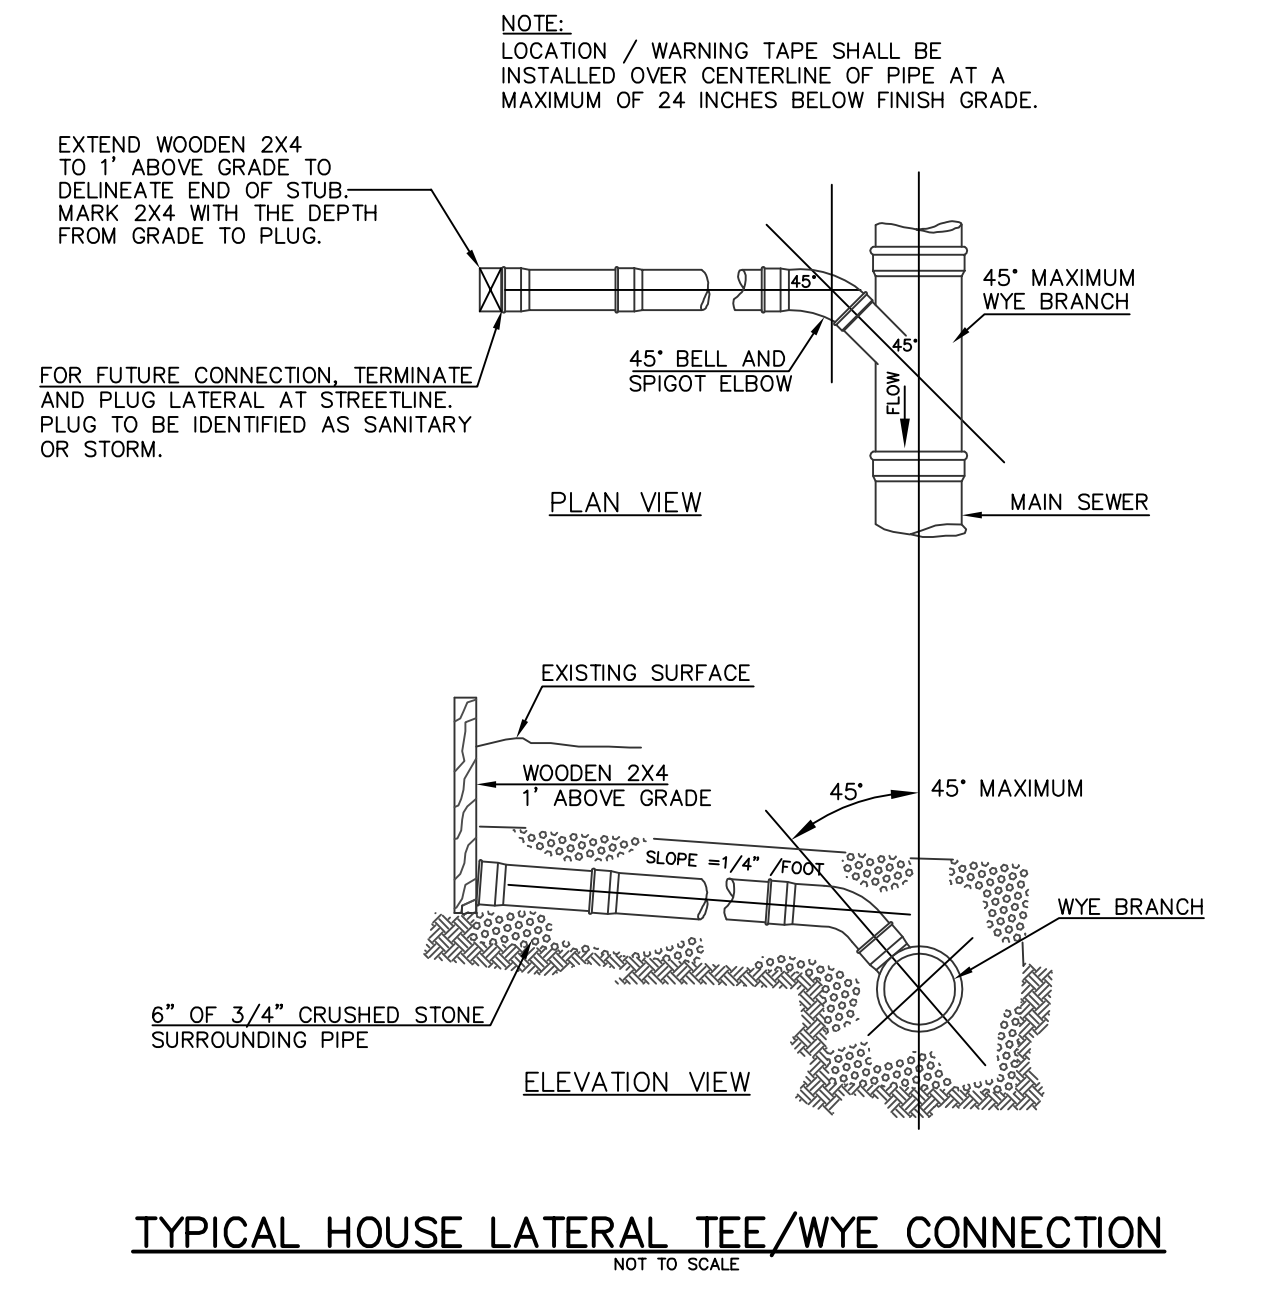 NOTE:
LOCATION / WARNING TAPE SHALL BE
INSTALLED OVER CENTERLINE OF PIPE AT A
MAXIMUM OF 24 INCHES BELOW FINISH GRADE.
EXTEND WOODEN 2X4
TO 1' ABOVE GRADE TO
DELINEATE END OF STUB.
MARK 2X4 WITH THE DEPTH
FROM GRADE TO PLUG.
45°
45° MAXIMUM
WYE BRANCH
45°
45° BELL AND
SPIGOT ELBOW
FLOW
FOR FUTURE CONNECTION, TERMINATE
AND PLUG LATERAL AT STREETLINE.
PLUG TO BE IDENTIFIED AS SANITARY
OR STORM.
PLAN VIEW
MAIN SEWER
EXISTING SURFACE
WOODEN 2X4
1' ABOVE GRADE
45°
45° MAXIMUM
SLOPE =1/4" /FOOT
WYE BRANCH
6" OF 3/4" CRUSHED STONE
SURROUNDING PIPE
ELEVATION VIEW
TYPICAL HOUSE LATERAL TEE/WYE CONNECTION
NOT TO SCALE